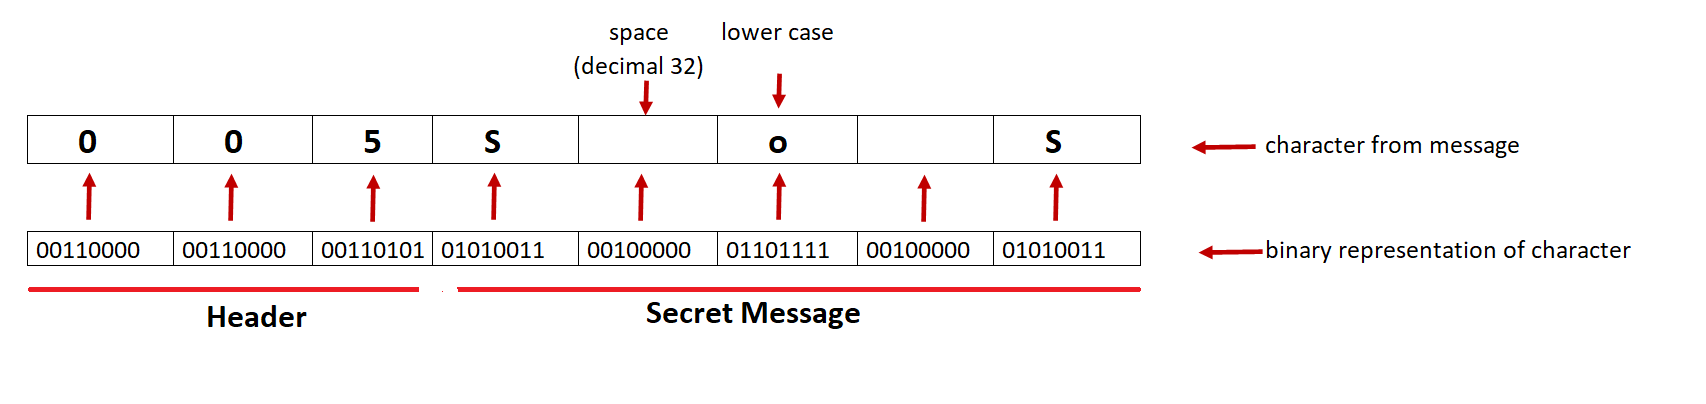 space lower case
(decimal 32)
0 0 5 S o S
character from message
00110000 00110000 00110101 01010011 00100000 01101111 00100000 01010011
binary representation of character
Header
Secret Message